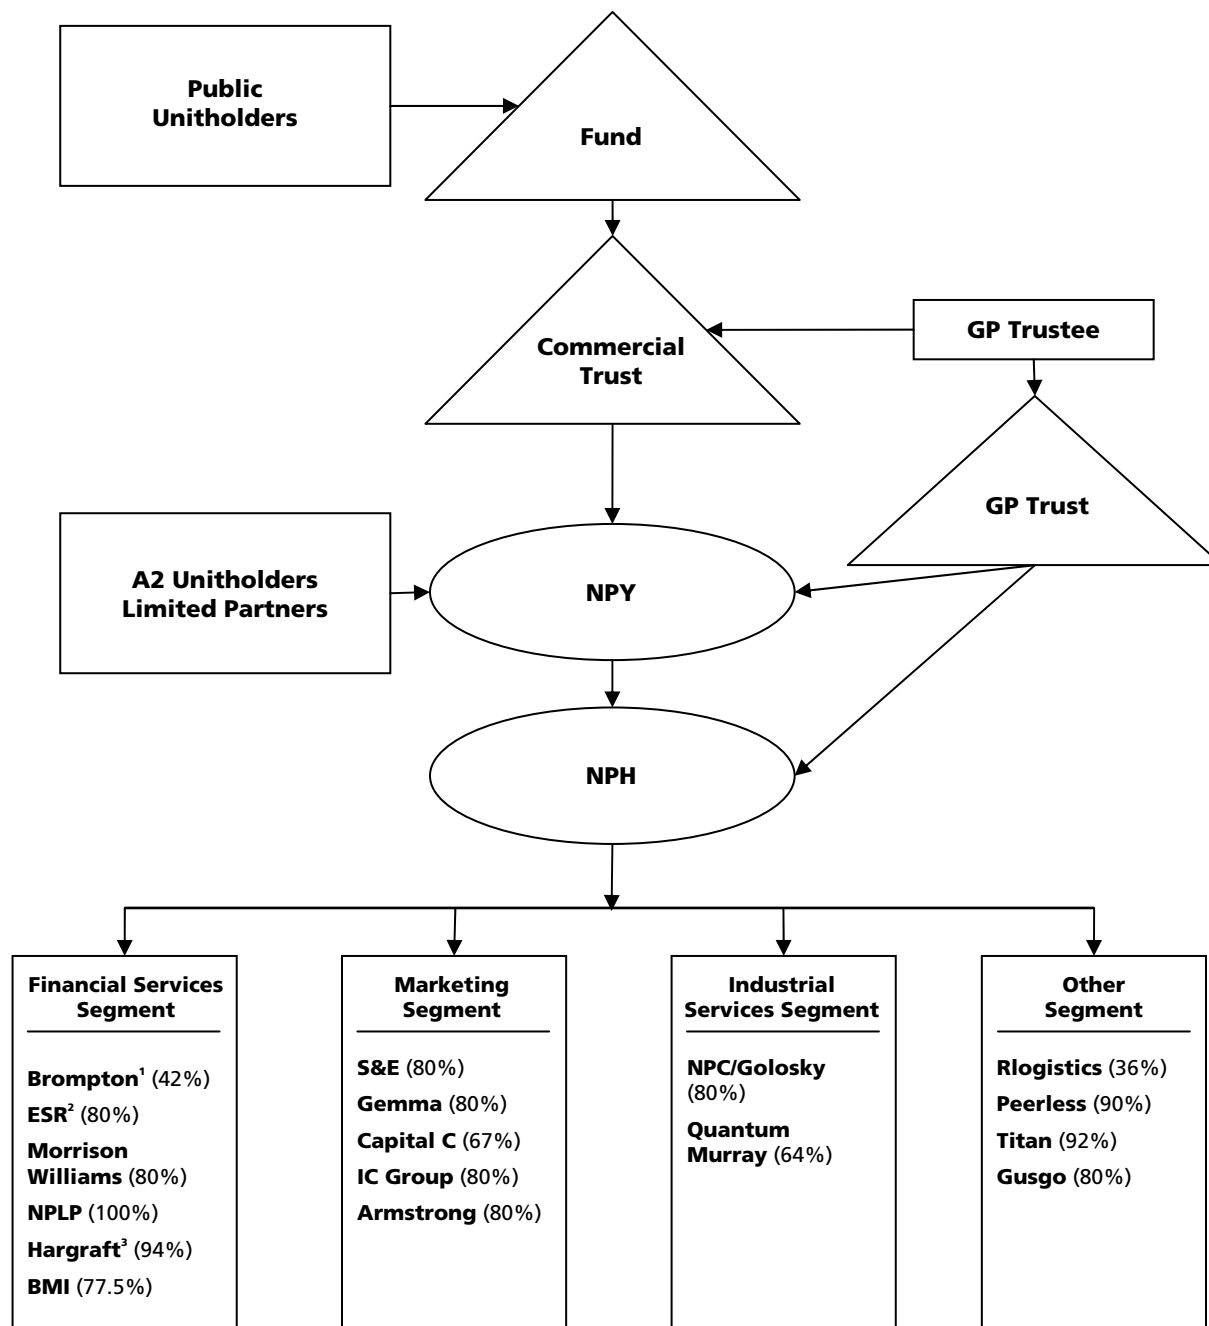 Public
Unitholders
Fund
Commercial
Trust
GP Trustee
GP Trust
A2 Unitholders
Limited Partners
NPY
NPH
Financial Services
Segment
Brompton¹ (42%)
ESR² (80%)
Morrison
Williams (80%)
NPLP (100%)
Hargraft³ (94%)
BMI (77.5%)
Marketing
Segment
S&E (80%)
Gemma (80%)
Capital C (67%)
IC Group (80%)
Armstrong (80%)
Industrial
Services Segment
NPC/Golosky
(80%)
Quantum
Murray (64%)
Other
Segment
Rlogistics (36%)
Peerless (90%)
Titan (92%)
Gusgo (80%)